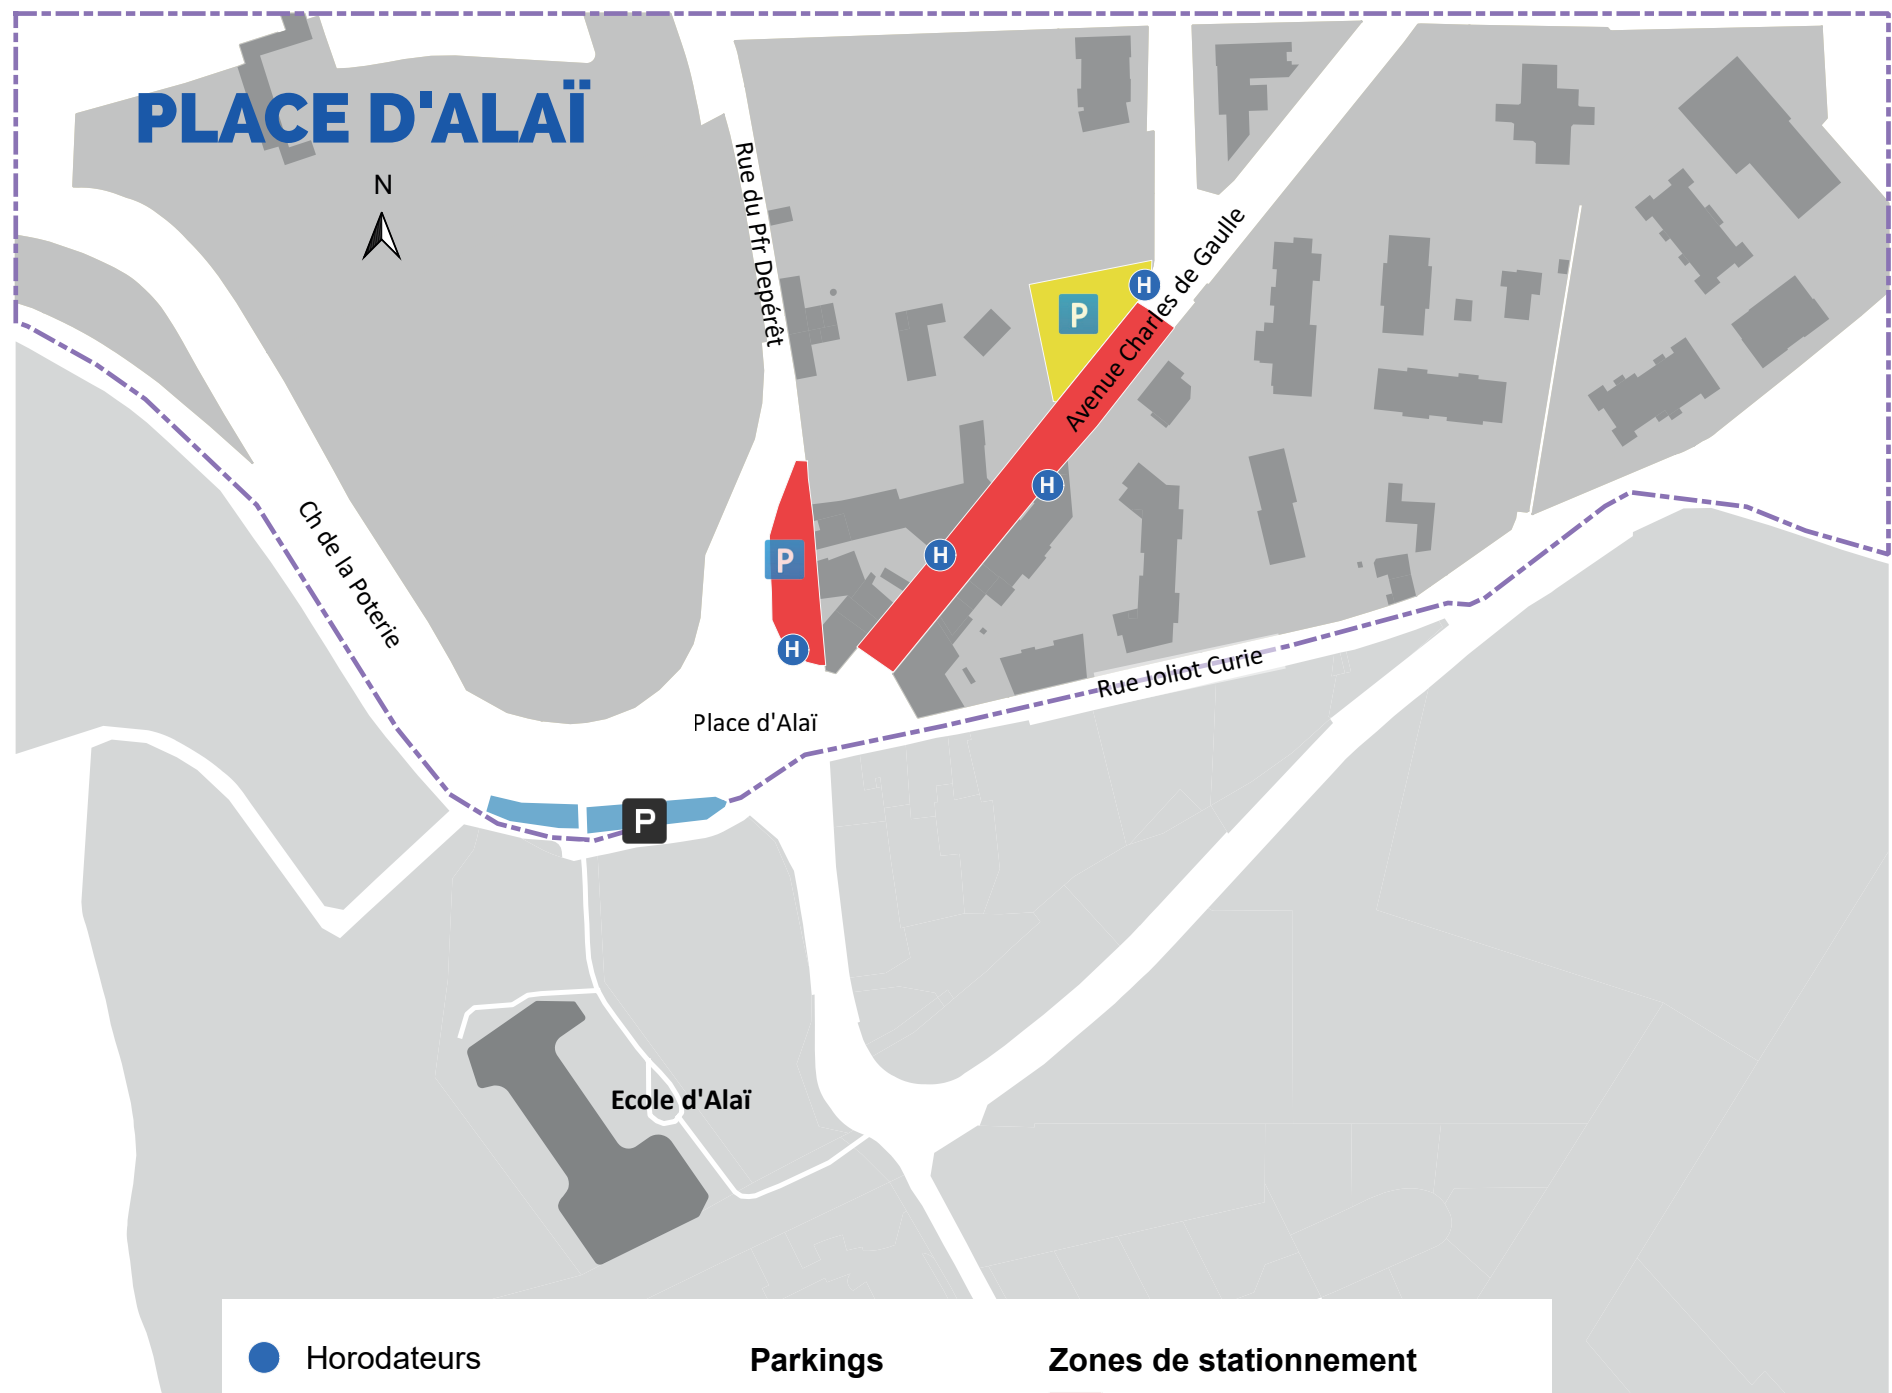 PLACE D'ALAÏ
N
Rue du Pfr Depérêt
Avenue Charles de Gaulle
H
P
H
H
P
H
Ch de la Poterie
Place d'Alaï
Rue Joliot Curie
P
Ecole d'Alaï
Horodateurs
Parkings
Zones de stationnement